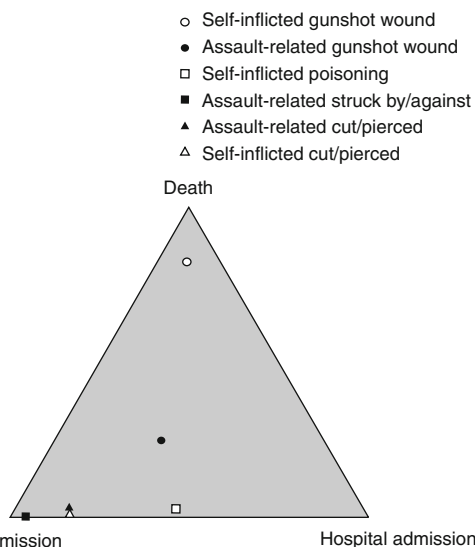 Self-inflicted gunshot wound
Assault-related gunshot wound
Self-inflicted poisoning
Assault-related struck by/against
Assault-related cut/pierced
Self-inflicted cut/pierced
Death
Hospital admission